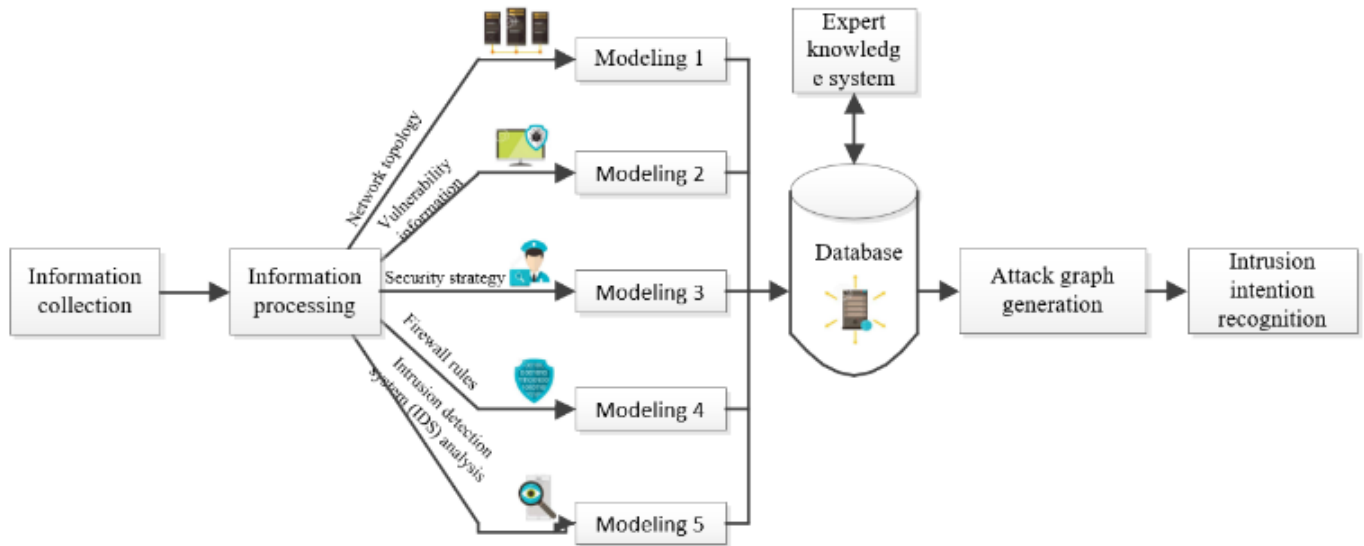 Information
collection
Information
processing
Network topology
Vulnerability
information
Security strategy
Firewall rules
Intrusion detection
system (IDS) analysis
Modeling 1
Modeling 2
Modeling 3
Modeling 4
Modeling 5
Expert
knowledg
e system
Database
Attack graph
generation
Intrusion
intention
recognition